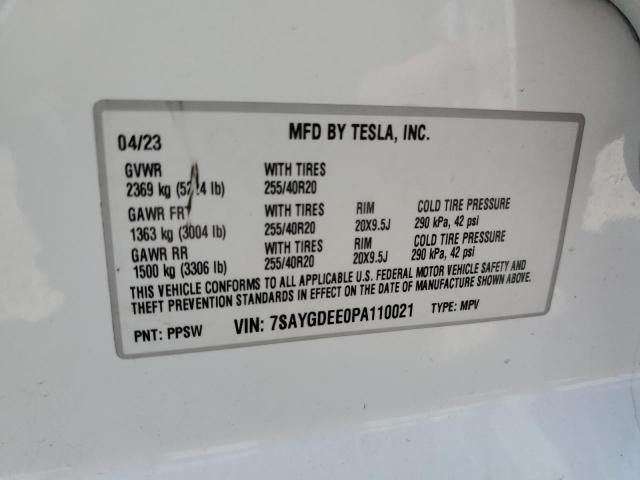 04/23
MFD BY TESLA, INC.
GVWR WITH TIRES
2369 kg lb) 255/40R20
GAWR FRT WITH TIRES RIM COLD TIRE PRESSURE
1363 kg (3004 lb) 255/40R20 20X9.5J 290 kPa, 42 psi
GAWR RR WITH TIRES RIM COLD TIRE PRESSURE
1500 kg (3306 lb) 255/40R20 20X9.5J 290 kPa, 42 psi
THIS VEHICLE CONFORMS TO ALL APPLICABLE U.S. FEDERAL MOTOR VEHICLE SAFETY AND
THEFT PREVENTION STANDARDS IN EFFECT ON THE DATE OF MANUFACTURE SHOWN ABOVE.
PNT: PPSW VIN: 7SAYGDEE0PA110021 TYPE: MPV